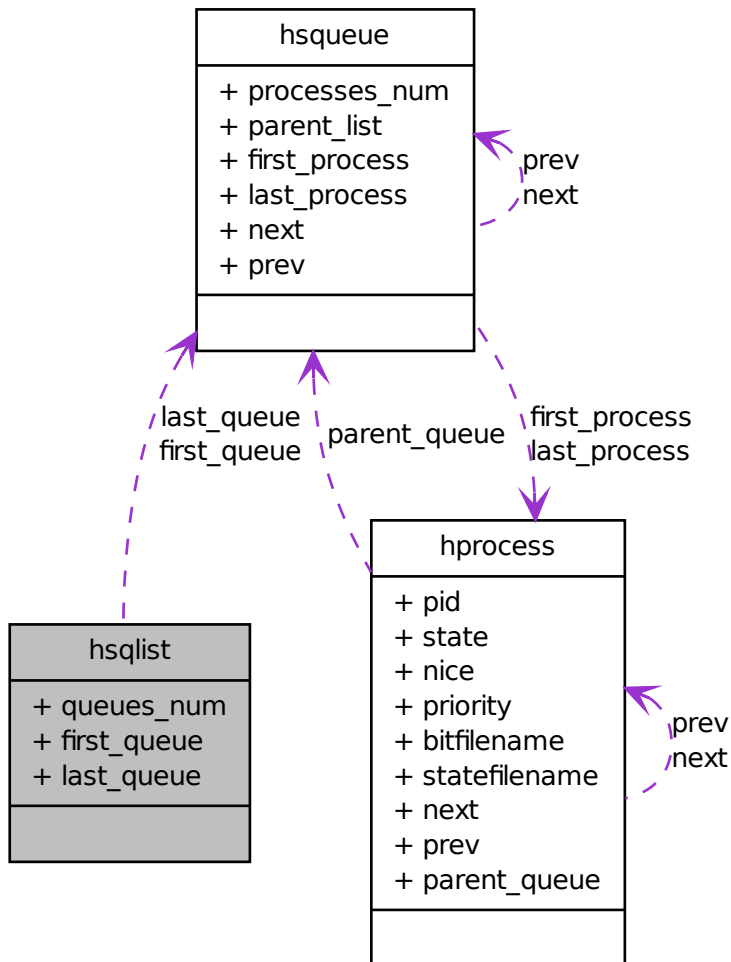 hsqueue
+ processes_num
+ parent_list
+ first_process
+ last_process
+ next
+ prev
prev
next
last_queue
first_queue
parent_queue
first_process
last_process
hsqlist
+ queues_num
+ first_queue
+ last_queue
hprocess
+ pid
+ state
+ nice
+ priority
+ bitfilename
+ statefilename
+ next
+ prev
+ parent_queue
prev
next